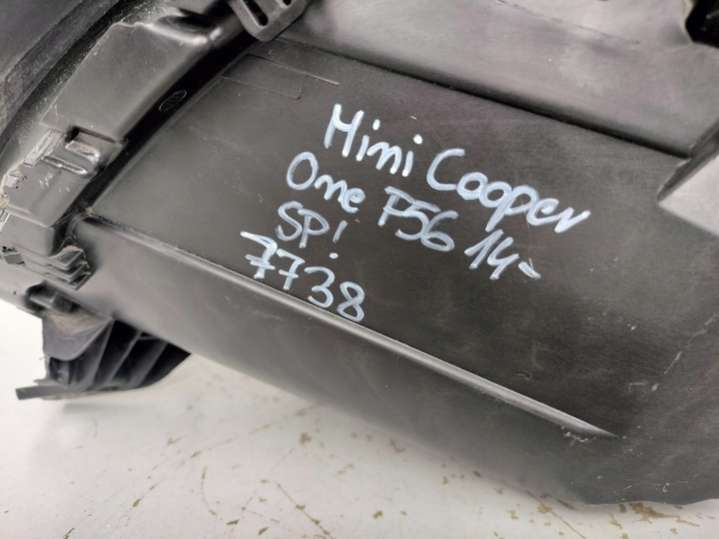 Mini Cooper
One F56 14-
SP!
7738